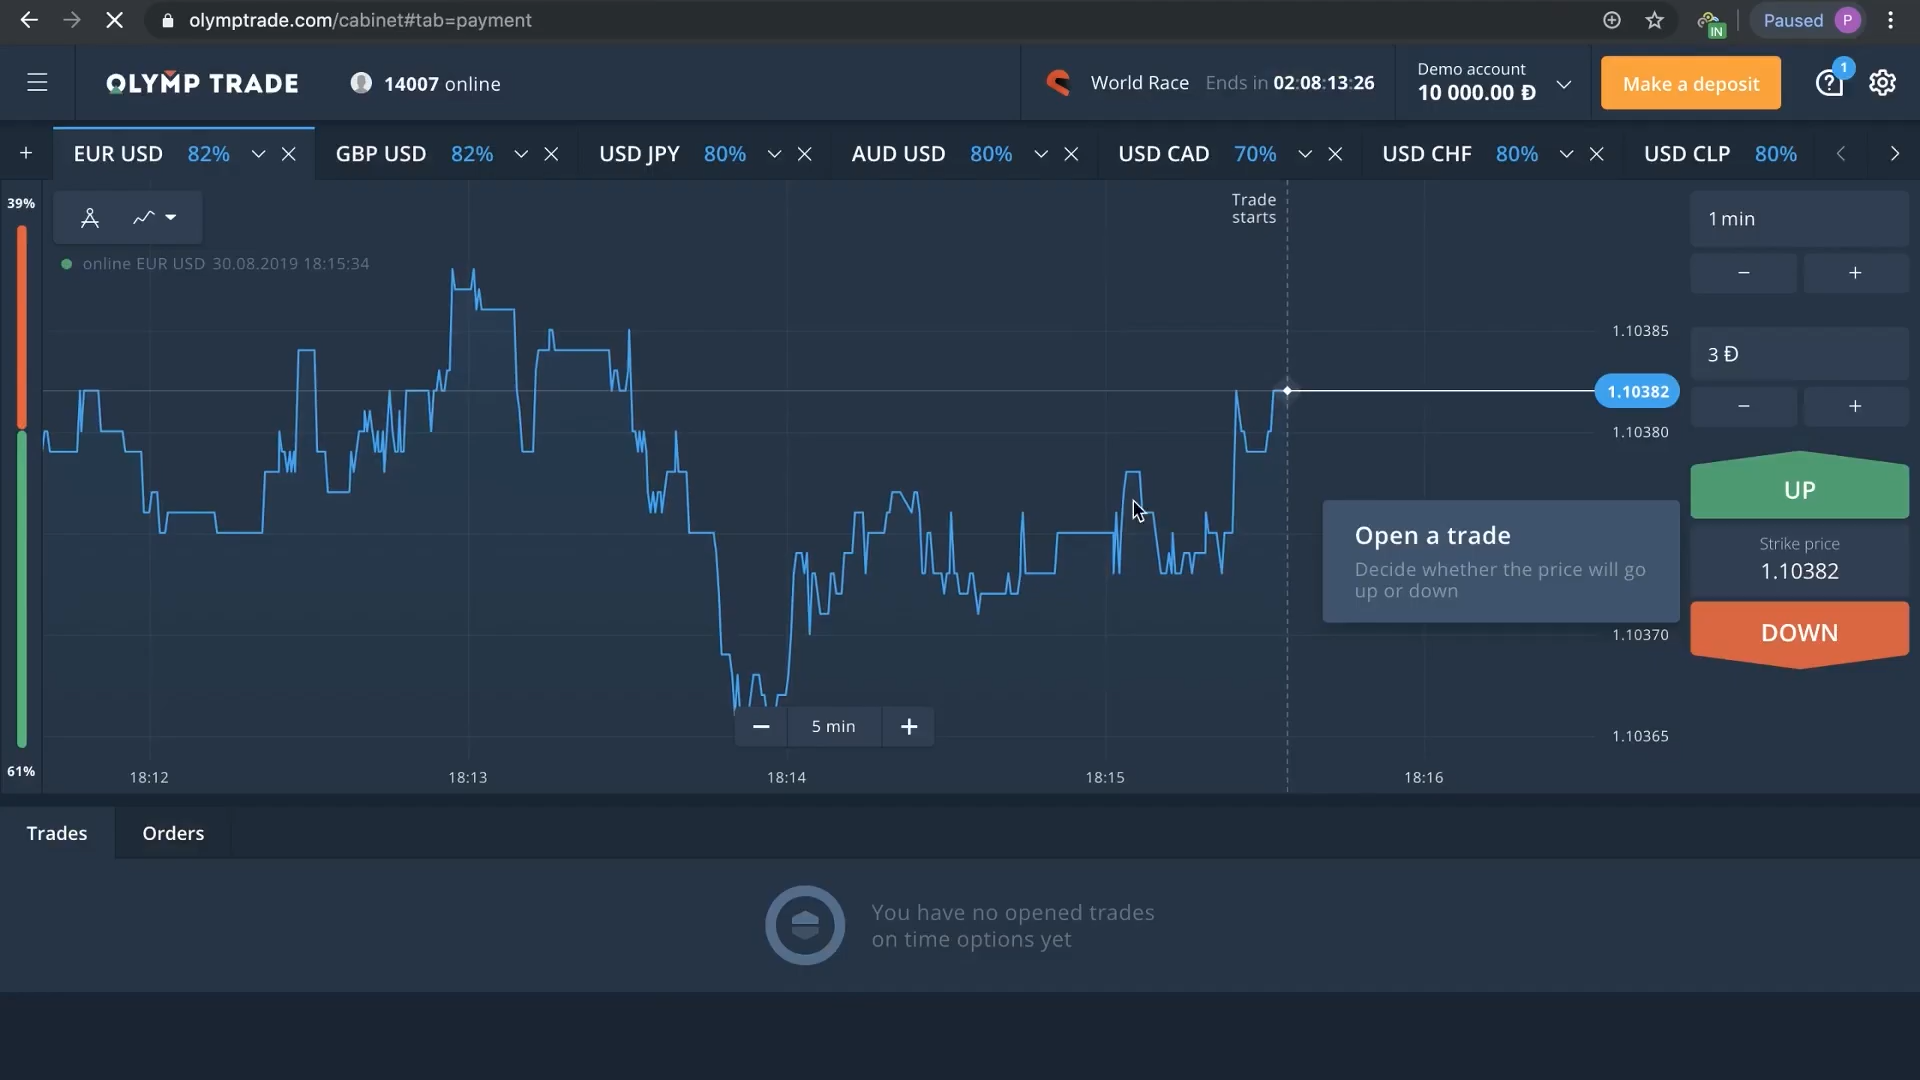 olymptrade.com/cabinet#tab=payment
IN
Paused P
OLYMP TRADE
14007 online
World Race Ends in 02:08:13:26
Demo account
10 000.00 Đ
Make a deposit
1
EUR USD 82%
GBP USD 82%
USD JPY 80%
AUD USD 80%
USD CAD 70%
USD CHF 80%
USD CLP 80%
39%
Trade
starts
1 min
online EUR USD 30.08.2019 18:15:34
1.10385
3 Đ
1.10382
1.10380
UP
Open a trade
Decide whether the price will go
up or down
Strike price
1.10382
DOWN
1.10370
5 min
1.10365
61%
18:12
18:13
18:14
18:15
18:16
Trades
Orders
You have no opened trades
on time options yet